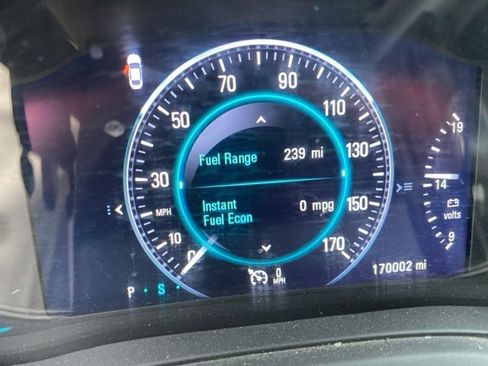 70
90
50
110
30
130
10
150
0
170
MPH
Fuel Range 239 mi
Instant
Fuel Econ 0 mpg
19
14
volts
9
P • S •
0
MPH
170002 mi